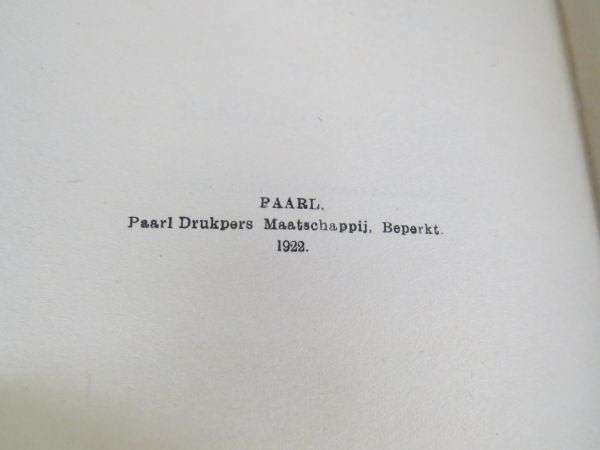 PAARL.
Paarl Drukpers Maatschappij, Beperkt.
1922.